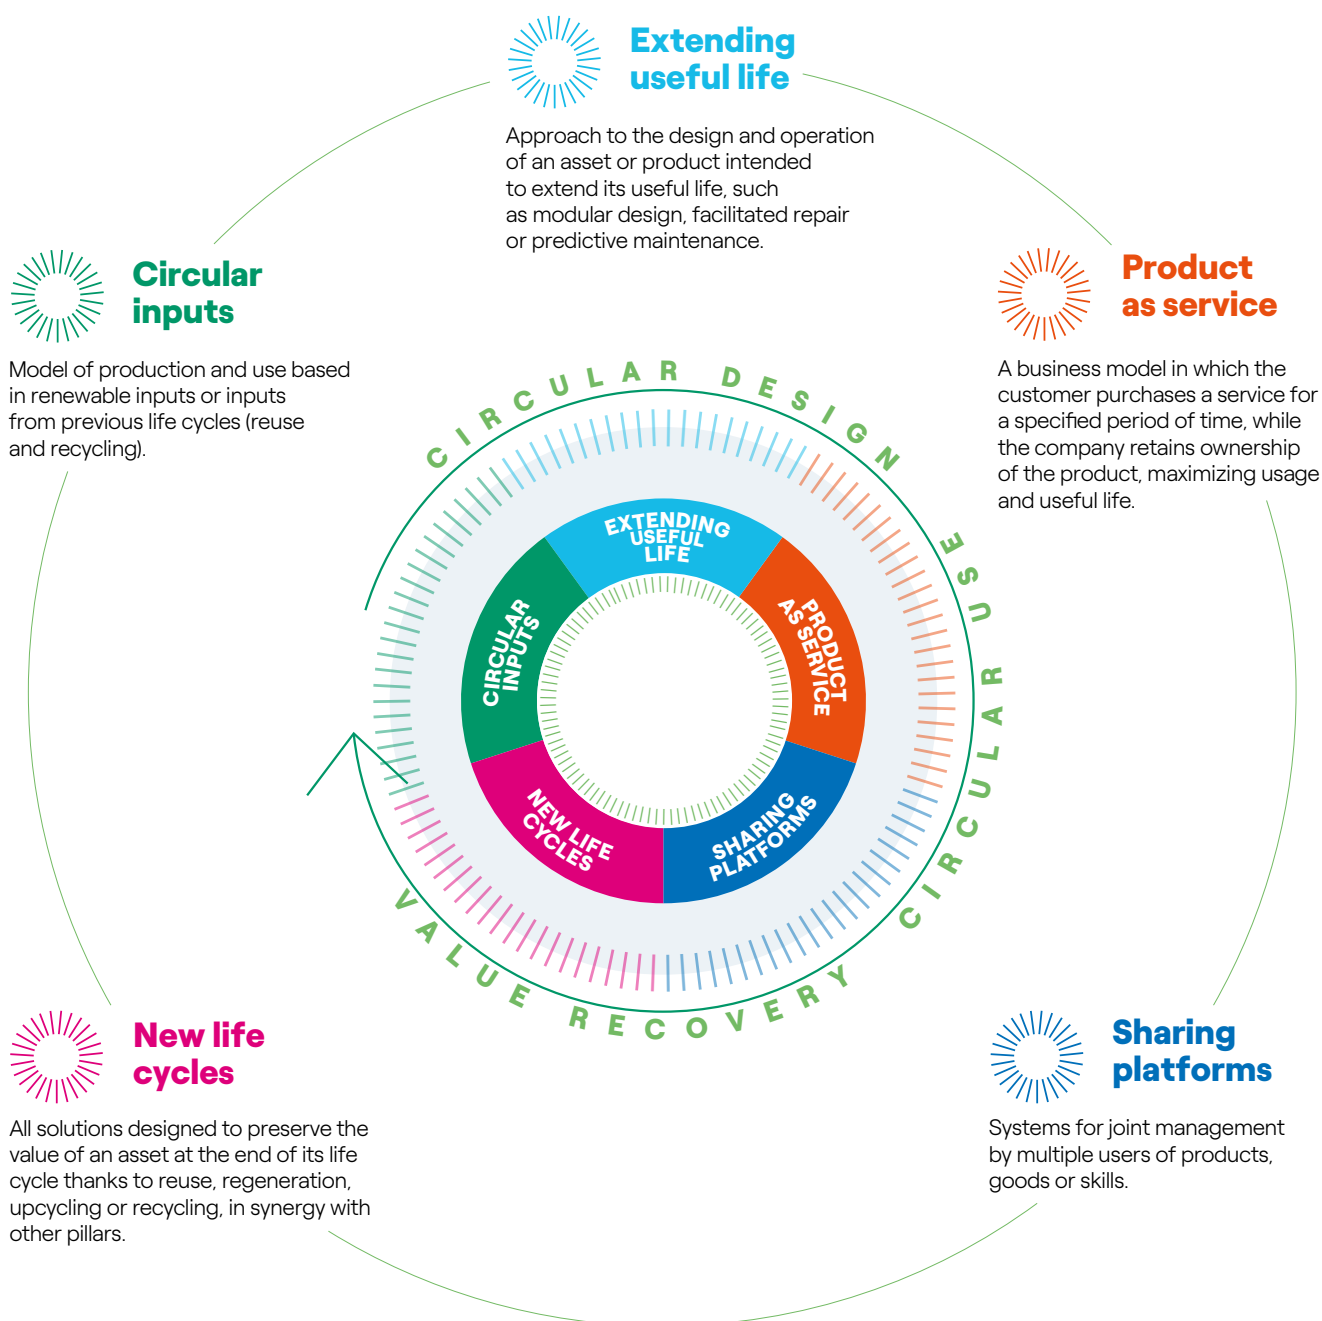 Extending
useful life
Approach to the design and operation
of an asset or product intended
to extend its useful life, such
as modular design, facilitated repair
or predictive maintenance.
Circular
inputs
Model of production and use based
in renewable inputs or inputs
from previous life cycles (reuse
and recycling).
Product
as service
A business model in which the
customer purchases a service for
a specified period of time, while
the company retains ownership
of the product, maximizing usage
and useful life.
CIRCULAR DESIGN
CIRCULAR USE
VALUE RECOVERY
EXTENDING
USEFUL
LIFE
PRODUCT
AS SERVICE
SHARING
PLATFORMS
NEW LIFE
CYCLES
CIRCULAR
INPUTS
New life
cycles
All solutions designed to preserve the
value of an asset at the end of its life
cycle thanks to reuse, regeneration,
upcycling or recycling, in synergy with
other pillars.
Sharing
platforms
Systems for joint management
by multiple users of products,
goods or skills.